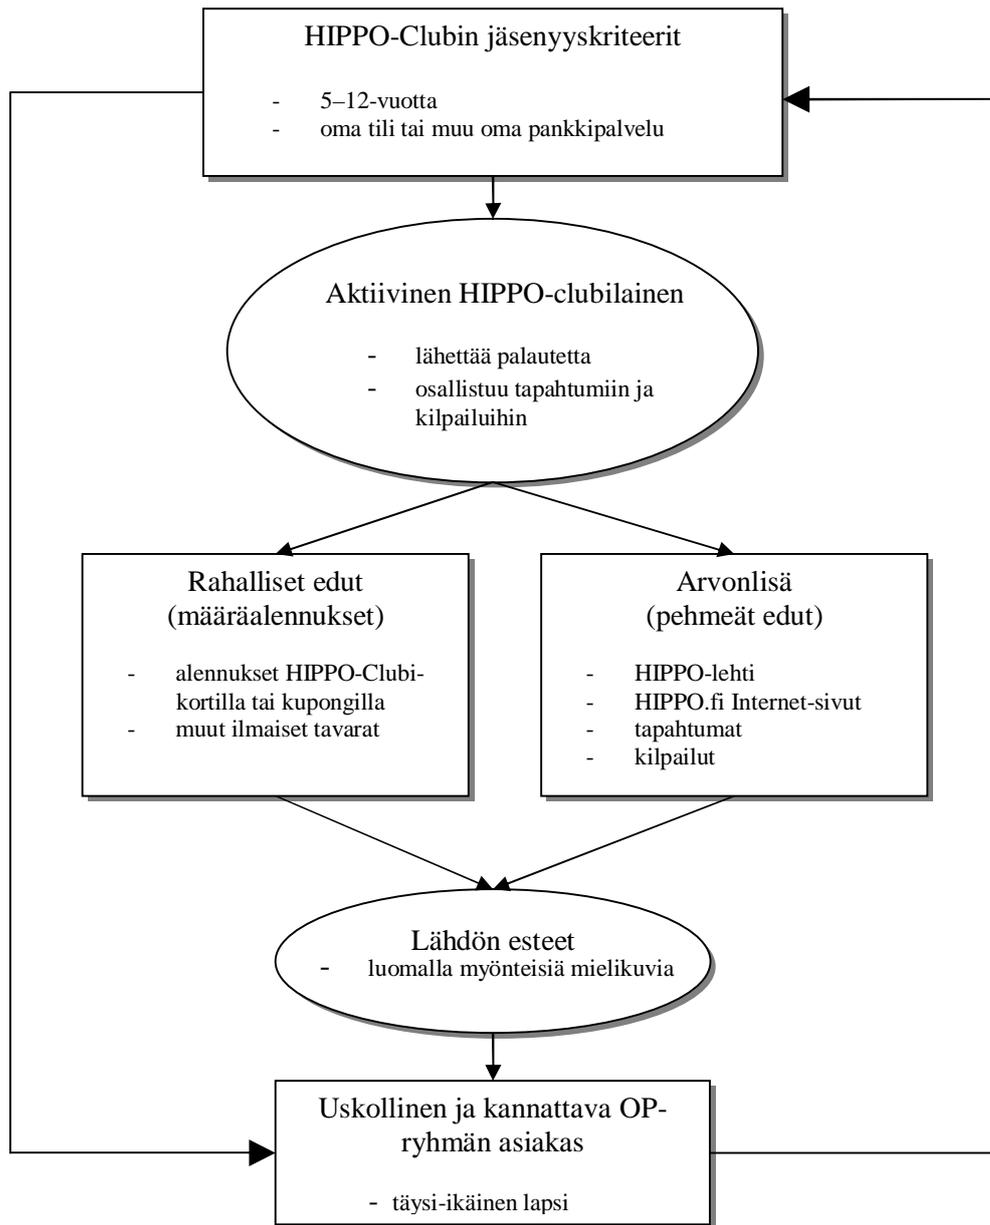 HIPPO-Clubin jäsenyyskriteerit
- 5–12-vuotta
- oma tili tai muu oma pankkipalvelu
Aktiivinen HIPPO-clubilainen
- lähettää palautetta
- osallistuu tapahtumiin ja
kilpailuihin
Rahalliset edut
(määräalennukset)
- alennukset HIPPO-Clubi-
kortilla tai kupongilla
- muut ilmaiset tavarat
Arvonlisä
(pehmeät edut)
- HIPPO-lehti
- HIPPO.fi Internet-sivut
- tapahtumat
- kilpailut
Lähdön esteet
- luomalla myönteisiä mielikuvia
Uskollinen ja kannattava OP-
ryhmän asiakas
- täysi-ikäinen lapsi